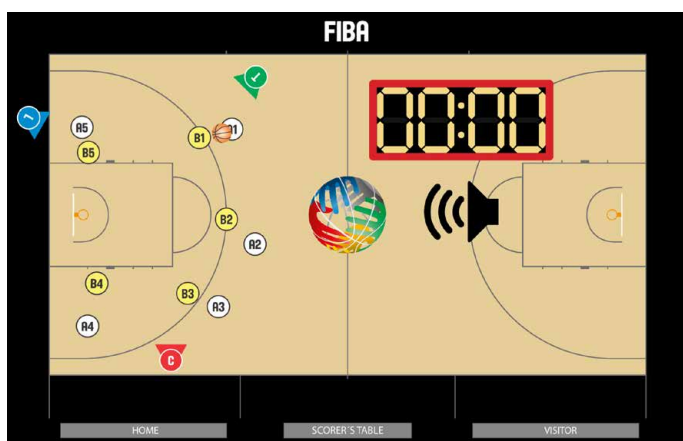 FIBA
00:00
T
L
A5
A1
B1
B5
B2
A2
B4
B3
A3
A4
C
HOME
SCORER'S TABLE
VISITOR